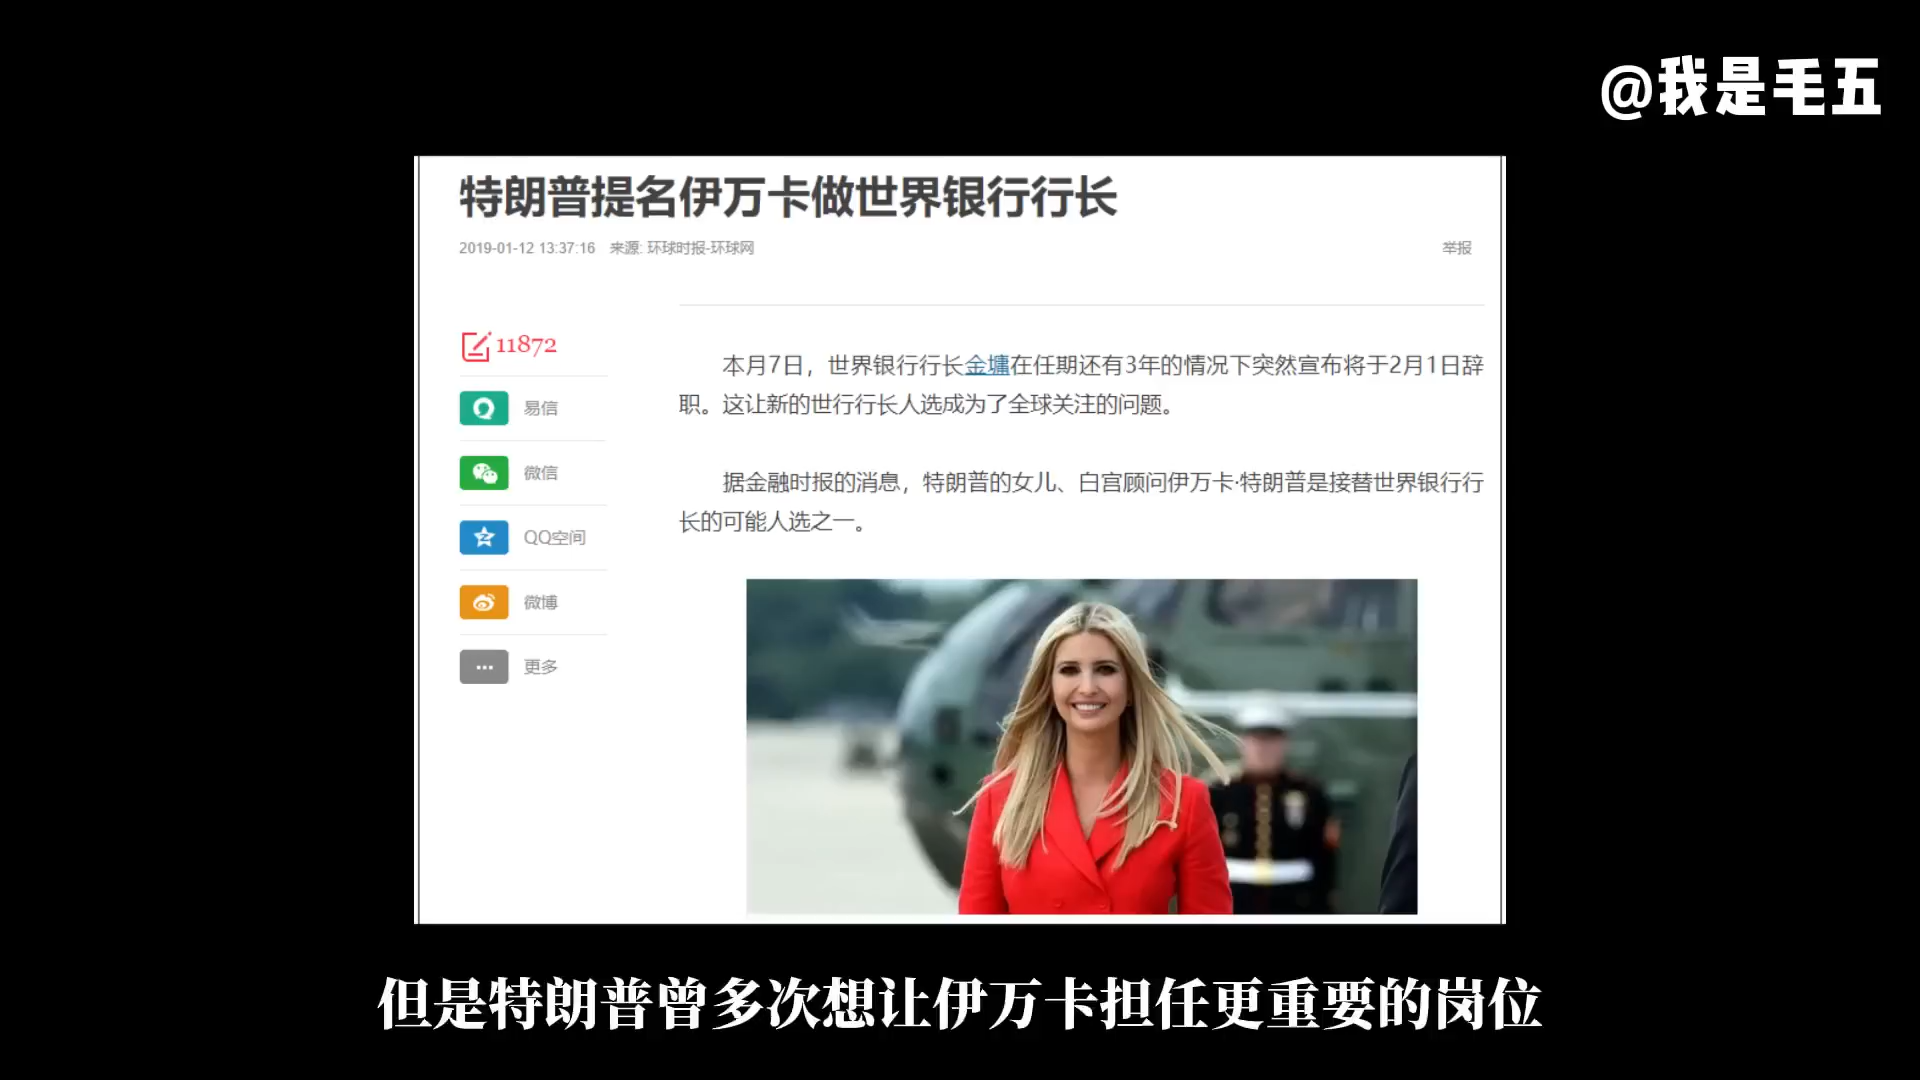 @我是毛五
特朗普提名伊万卡做世界银行行长
2019-01-12 13:37:16 来源: 环球时报-环球网 举报
11872
易信
微信
QQ空间
微博
更多
本月7日，世界银行行长金墉在任期还有3年的情况下突然宣布将于2月1日辞
职。这让新的世行行长人选成为了全球关注的问题。
据金融时报的消息，特朗普的女儿、白宫顾问伊万卡·特朗普是接替世界银行行
长的可能人选之一。
但是特朗普曾多次想让伊万卡担任更重要的岗位